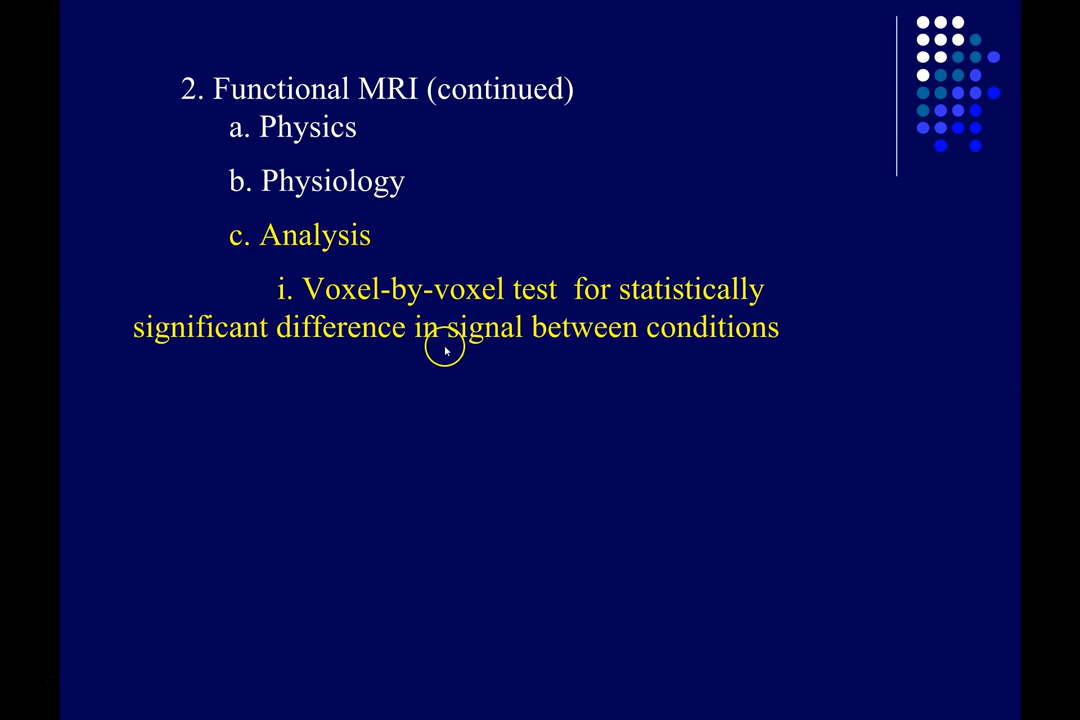 2. Functional MRI (continued)
a. Physics
b. Physiology
c. Analysis
i. Voxel-by-voxel test  for statistically
significant difference in signal between conditions